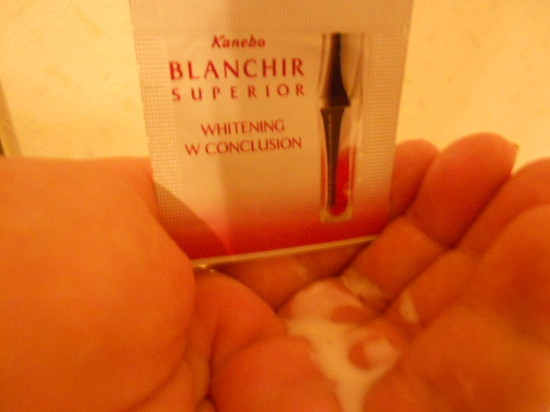 Kanebo
BLANCHIR
SUPERIOR
WHITENING
W CONCLUSION